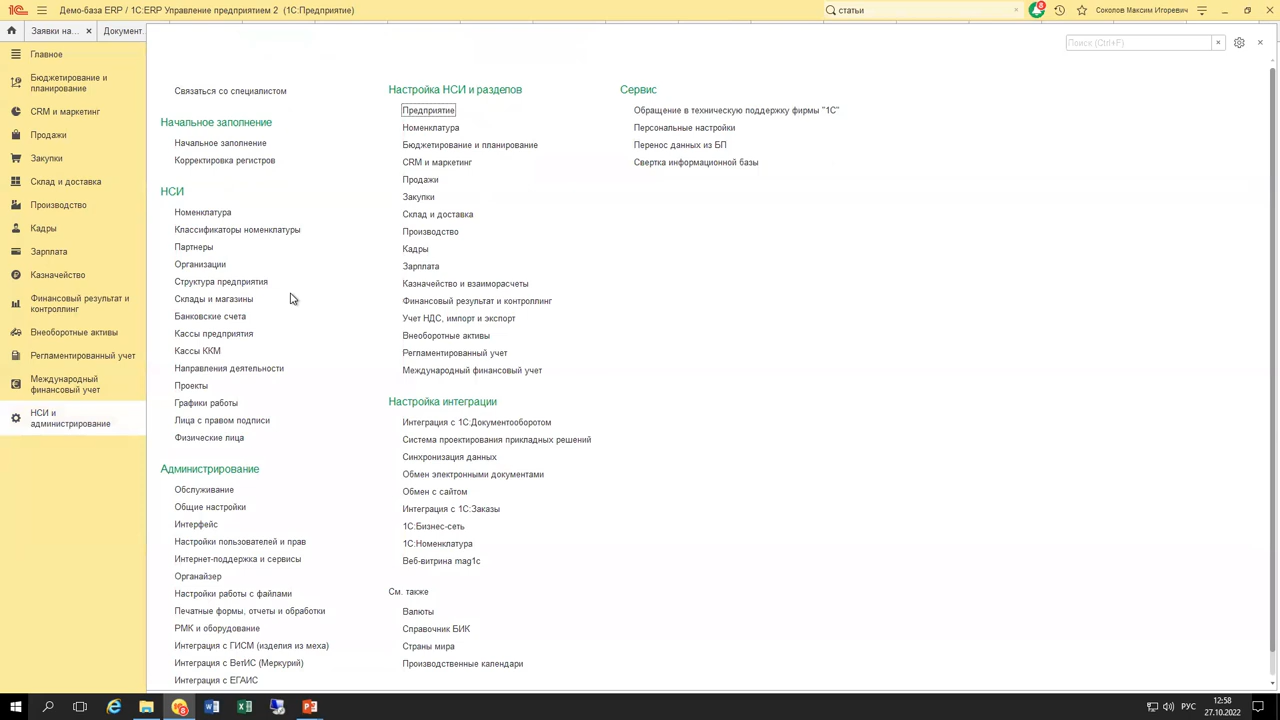 Демо-база ERP / 1С:ERP Управление предприятием 2 (1С:Предприятие)
статьи
8
Соколов Максим Игоревич
Заявки на...
Документ.
Поиск (Ctrl+F)
Главное
Бюджетирование и
планирование
CRM и маркетинг
Продажи
Закупки
Склад и доставка
Производство
Кадры
Зарплата
Казначейство
Финансовый результат и
контроллинг
Внеоборотные активы
Регламентированный учет
Международный
финансовый учет
НСИ и
администрирование
Связаться со специалистом
Начальное заполнение
Начальное заполнение
Корректировка регистров
НСИ
Номенклатура
Классификаторы номенклатуры
Партнеры
Организации
Структура предприятия
Склады и магазины
Банковские счета
Кассы предприятия
Кассы ККМ
Направления деятельности
Проекты
Графики работы
Лица с правом подписи
Физические лица
Администрирование
Обслуживание
Общие настройки
Интерфейс
Настройки пользователей и прав
Интернет-поддержка и сервисы
Органайзер
Настройки работы с файлами
Печатные формы, отчеты и обработки
РМК и оборудование
Интеграция с ГИСМ (изделия из меха)
Интеграция с ВетИС (Меркурий)
Интеграция с ЕГАИС
Настройка НСИ и разделов
Предприятие
Номенклатура
Бюджетирование и планирование
CRM и маркетинг
Продажи
Закупки
Склад и доставка
Производство
Кадры
Зарплата
Казначейство и взаиморасчеты
Финансовый результат и контроллинг
Учет НДС, импорт и экспорт
Внеоборотные активы
Регламентированный учет
Международный финансовый учет
Настройка интеграции
Интеграция с 1С:Документооборотом
Система проектирования прикладных решений
Синхронизация данных
Обмен электронными документами
Обмен с сайтом
Интеграция с 1С:Заказы
1С:Бизнес-сеть
1С:Номенклатура
Веб-витрина mag1c
См. также
Валюты
Справочник БИК
Страны мира
Производственные календари
Сервис
Обращение в техническую поддержку фирмы "1С"
Персональные настройки
Перенос данных из БП
Свертка информационной базы
РУС
12:58
27.10.2022